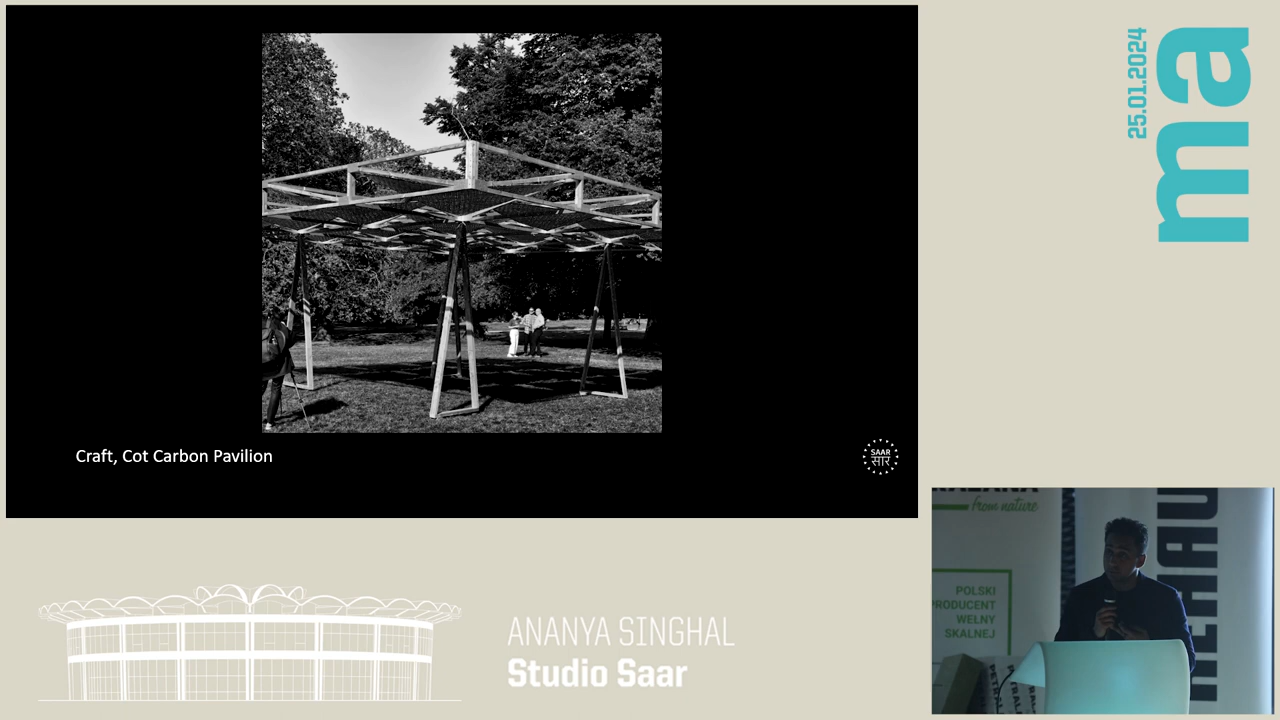 Craft, Cot Carbon Pavilion
SAAR
सार
25.01.2024
ma
ANANYA SINGHAL
Studio Saar
from nature
POLSKI
PRODUCENT
WEŁNY
SKALNEJ